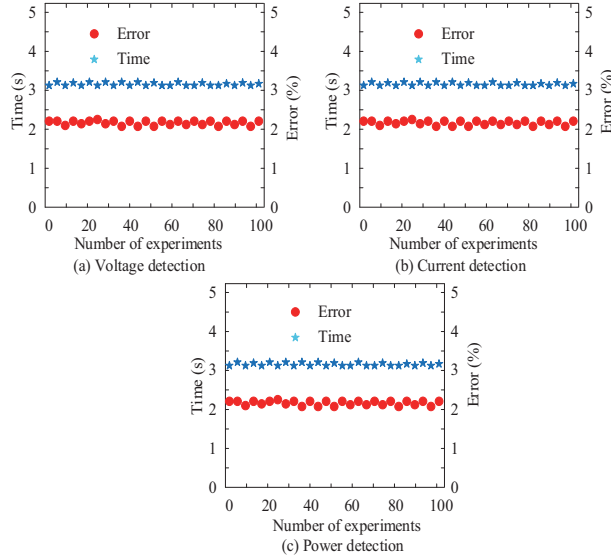 5
4
3
2
1
0
Time (s)
Error
Time
5
4
3
2
1
0
Error (%)
0 20 40 60 80 100
Number of experiments
(a) Voltage detection
5
4
3
2
1
0
Time (s)
Error
Time
5
4
3
2
1
0
Error (%)
0 20 40 60 80 100
Number of experiments
(b) Current detection
5
4
3
2
1
0
Time (s)
Error
Time
5
4
3
2
1
0
Error (%)
0 20 40 60 80 100
Number of experiments
(c) Power detection